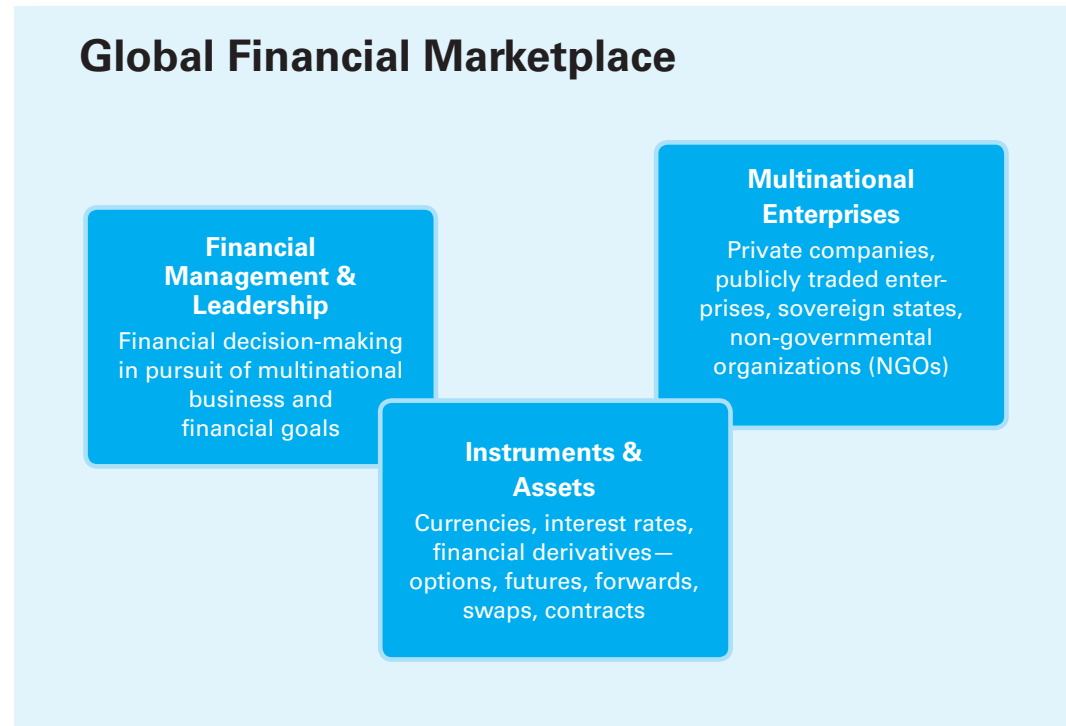 Global Financial Marketplace
Financial
Management &
Leadership
Financial decision-making
in pursuit of multinational
business and
financial goals
Multinational
Enterprises
Private companies,
publicly traded enter-
prises, sovereign states,
non-governmental
organizations (NGOs)
Instruments &
Assets
Currencies, interest rates,
financial derivatives—
options, futures, forwards,
swaps, contracts